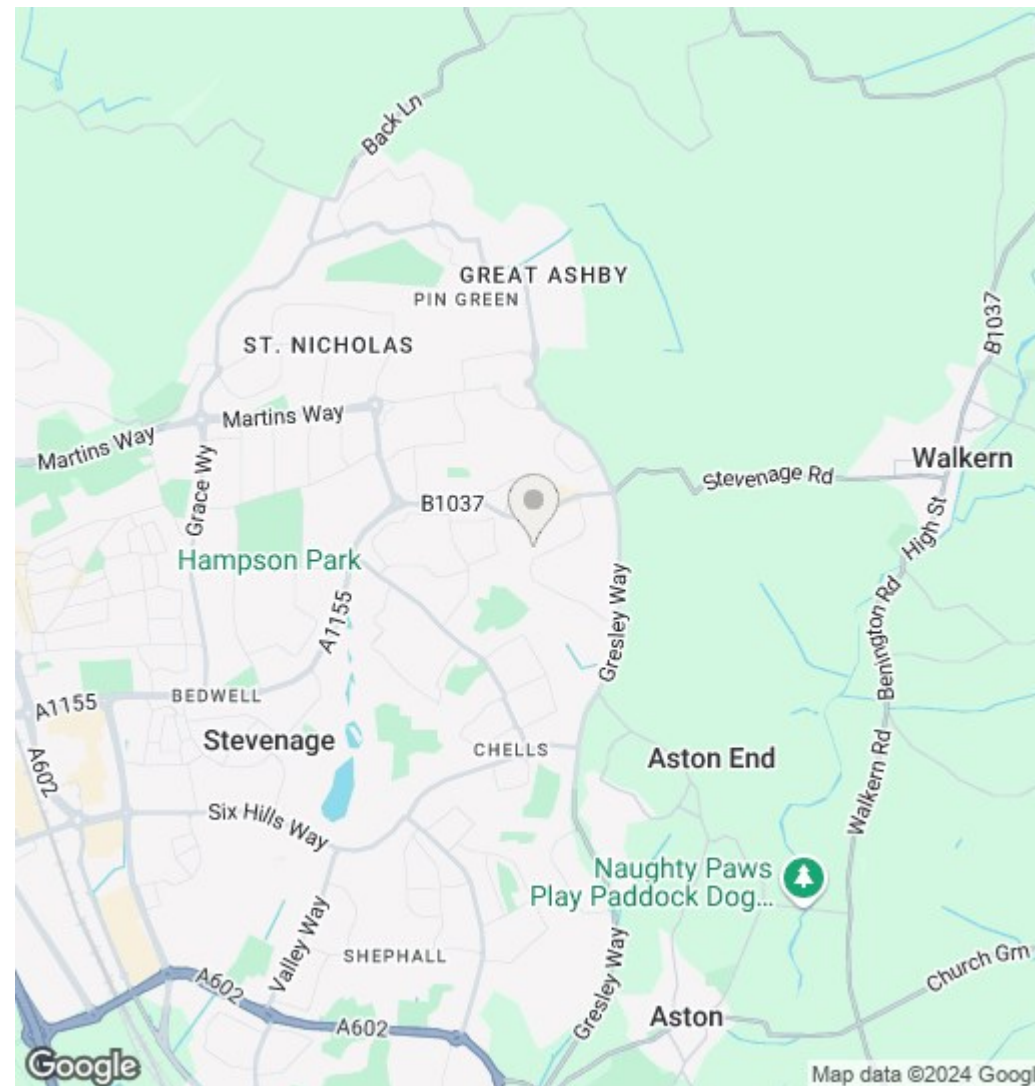 Back Ln
GREAT ASHBY
PIN GREEN
B1037
ST. NICHOLAS
Martins Way
Martins Way
Walkern
Stevenage Rd
Grace Wy
B1037
High St
Hampson Park
Gresley Way
A1155
Benington Rd
BEDWELL
A1155
Stevenage
CHELLS
Aston End
A602
Walkern Rd
Six Hills Way
Naughty Paws
Play Paddock Dog...
Valley Way
SHEPHALL
Church Grn
Gresley Way
A602
Aston
A602
Google
Map data ©2024 Goog